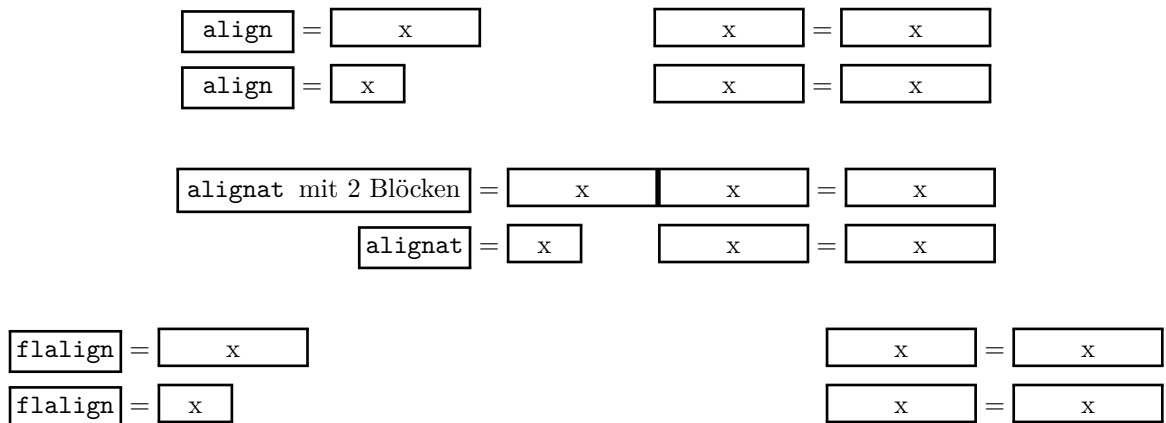 align = x x = x
align = x x = x
alignat mit 2 Blöcken = x x = x
alignat = x x = x
flalign = x x = x
flalign = x x = x